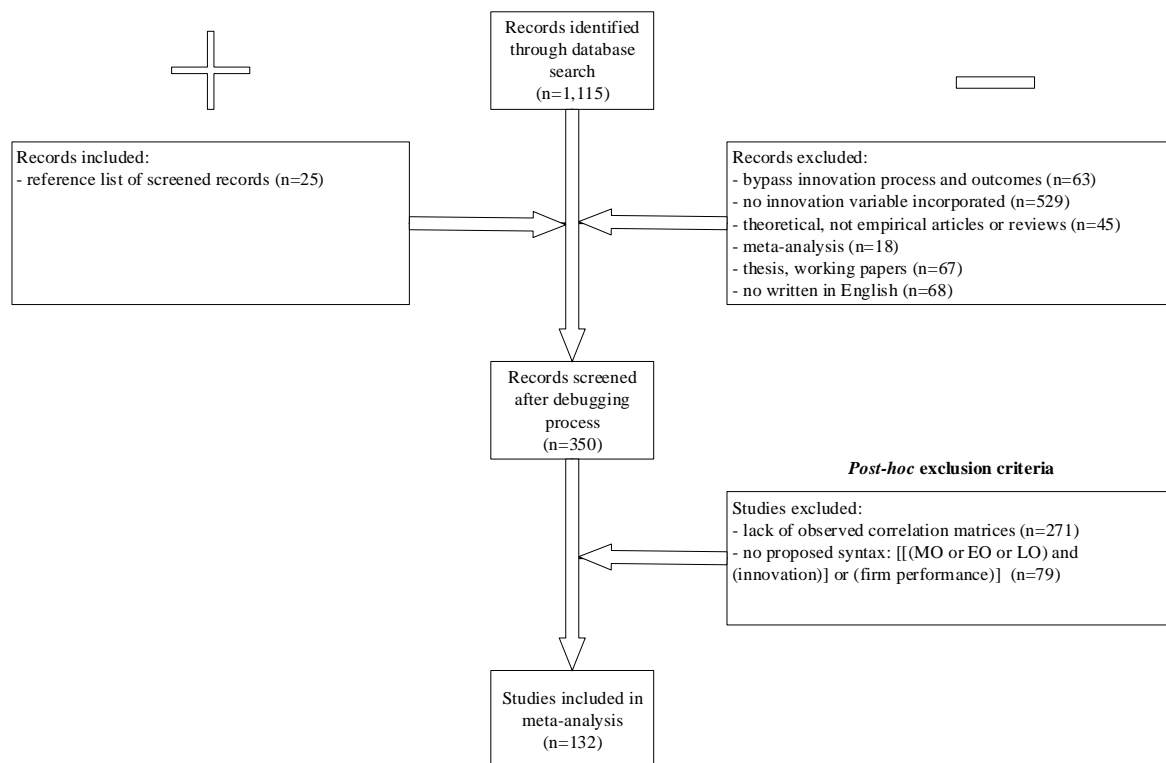 Records identified
through database
search
(n=1,115)
Records included:
- reference list of screened records (n=25)
Records excluded:
- bypass innovation process and outcomes (n=63)
- no innovation variable incorporated (n=529)
- theoretical, not empirical articles or reviews (n=45)
- meta-analysis (n=18)
- thesis, working papers (n=67)
- no written in English (n=68)
Records screened
after debugging
process
(n=350)
Post-hoc exclusion criteria
Studies excluded:
- lack of observed correlation matrices (n=271)
- no proposed syntax: [[(MO or EO or LO) and
(innovation)] or (firm performance)] (n=79)
Studies included in
meta-analysis
(n=132)